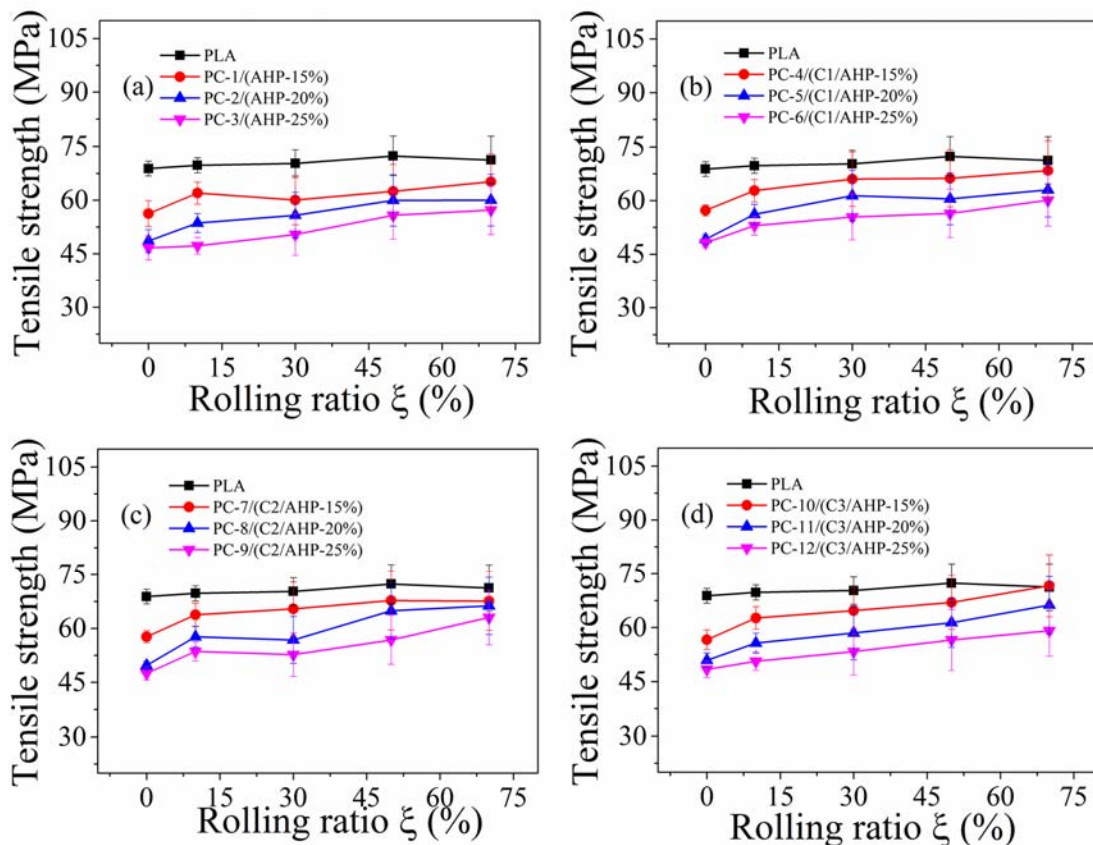 Tensile strength (MPa)
105
90
75
60
45
30
(a)
PLA
PC-1/(AHP-15%)
PC-2/(AHP-20%)
PC-3/(AHP-25%)
0 15 30 45 60 75
Rolling ratio ξ (%)
Tensile strength (MPa)
105
90
75
60
45
30
(b)
PLA
PC-4/(C1/AHP-15%)
PC-5/(C1/AHP-20%)
PC-6/(C1/AHP-25%)
0 15 30 45 60 75
Rolling ratio ξ (%)
Tensile strength (MPa)
105
90
75
60
45
30
(c)
PLA
PC-7/(C2/AHP-15%)
PC-8/(C2/AHP-20%)
PC-9/(C2/AHP-25%)
0 15 30 45 60 75
Rolling ratio ξ (%)
Tensile strength (MPa)
105
90
75
60
45
30
(d)
PLA
PC-10/(C3/AHP-15%)
PC-11/(C3/AHP-20%)
PC-12/(C3/AHP-25%)
0 15 30 45 60 75
Rolling ratio ξ (%)